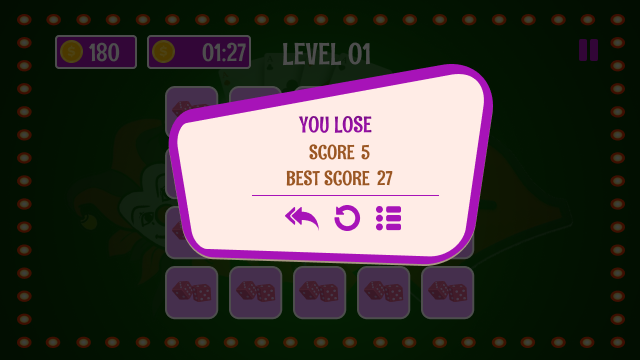 180
01:27
LEVEL 01
YOU LOSE
SCORE 5
BEST SCORE 27